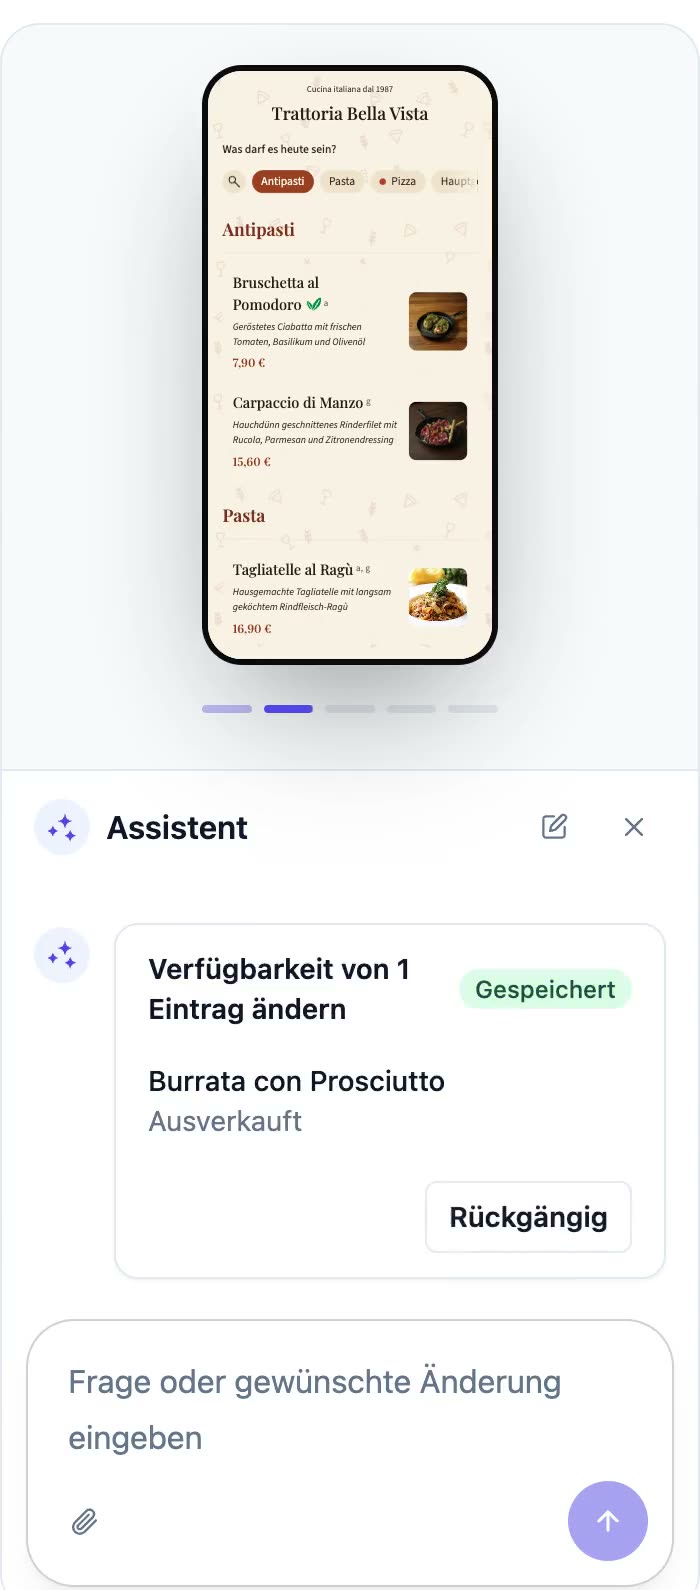 Cucina italiana dal 1987
Trattoria Bella Vista
Was darf es heute sein?
Antipasti Pasta Pizza Haupt
Antipasti
Bruschetta al
Pomodoro a
Geröstetes Ciabatta mit frischen
Tomaten, Basilikum und Olivenöl
7,90 €
Carpaccio di Manzo g
Hauchdünn geschnittenes Rinderfilet mit
Rucola, Parmesan und Zitronendressing
15,60 €
Pasta
Tagliatelle al Ragù a, g
Hausgemachte Tagliatelle mit langsam
geköchtem Rindfleisch-Ragù
16,90 €
Assistent
Verfügbarkeit von 1
Eintrag ändern
Gespeichert
Burrata con Prosciutto
Ausverkauft
Rückgängig
Frage oder gewünschte Änderung
eingeben